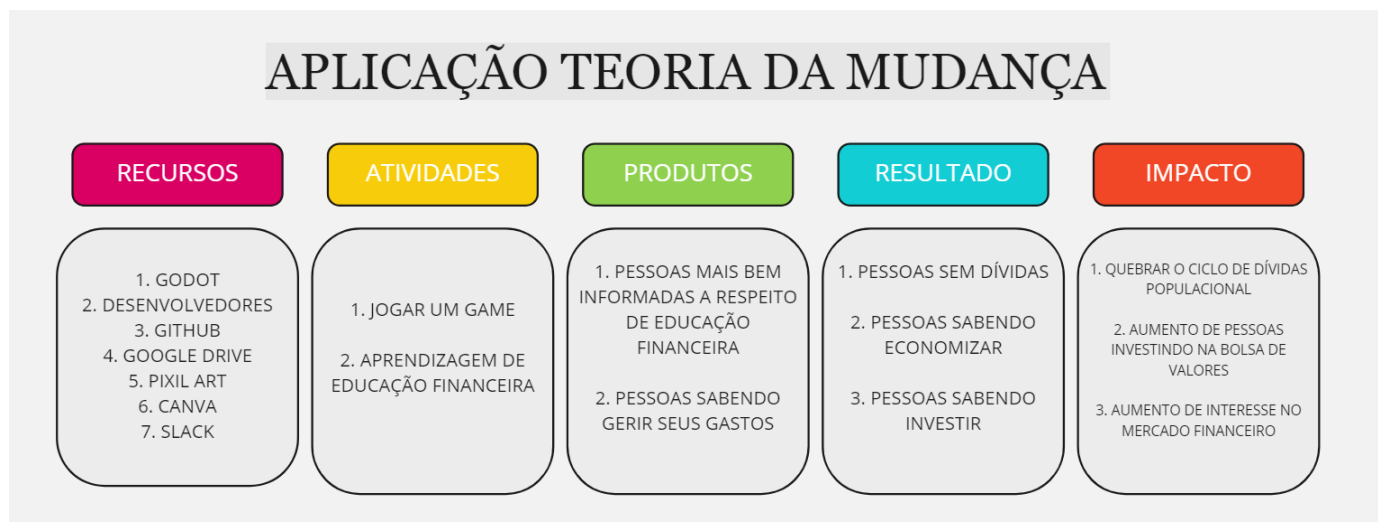 APLICAÇÃO TEORIA DA MUDANÇA
RECURSOS
1. GODOT
2. DESENVOLVEDORES
3. GITHUB
4. GOOGLE DRIVE
5. PIXIL ART
6. CANVA
7. SLACK
ATIVIDADES
1. JOGAR UM GAME
2. APRENDIZAGEM DE
EDUCAÇÃO FINANCEIRA
PRODUTOS
1. PESSOAS MAIS BEM
INFORMADAS A RESPEITO
DE EDUCAÇÃO
FINANCEIRA
2. PESSOAS SABENDO
GERIR SEUS GASTOS
RESULTADO
1. PESSOAS SEM DÍVIDAS
2. PESSOAS SABENDO
ECONOMIZAR
3. PESSOAS SABENDO
INVESTIR
IMPACTO
1. QUEBRAR O CICLO DE DÍVIDAS
POPULACIONAL
2. AUMENTO DE PESSOAS
INVESTINDO NA BOLSA DE
VALORES
3. AUMENTO DE INTERESSE NO
MERCADO FINANCEIRO